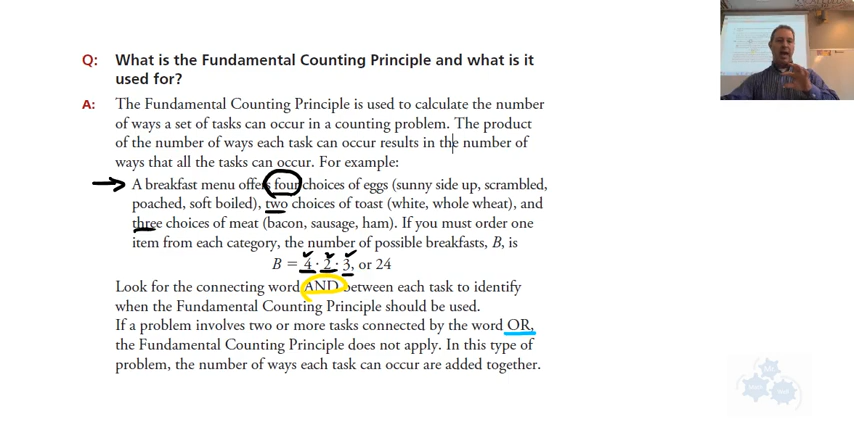 Q: What is the Fundamental Counting Principle and what is it
used for?
A: The Fundamental Counting Principle is used to calculate the number
of ways a set of tasks can occur in a counting problem. The product
of the number of ways each task can occur results in the number of
ways that all the tasks can occur. For example:
A breakfast menu offers four choices of eggs (sunny side up, scrambled,
poached, soft boiled), two choices of toast (white, whole wheat), and
three choices of meat (bacon, sausage, ham). If you must order one
item from each category, the number of possible breakfasts, B, is
B = 4 · 2 · 3, or 24
Look for the connecting word AND between each task to identify
when the Fundamental Counting Principle should be used.
If a problem involves two or more tasks connected by the word OR,
the Fundamental Counting Principle does not apply. In this type of
problem, the number of ways each task can occur are added together.